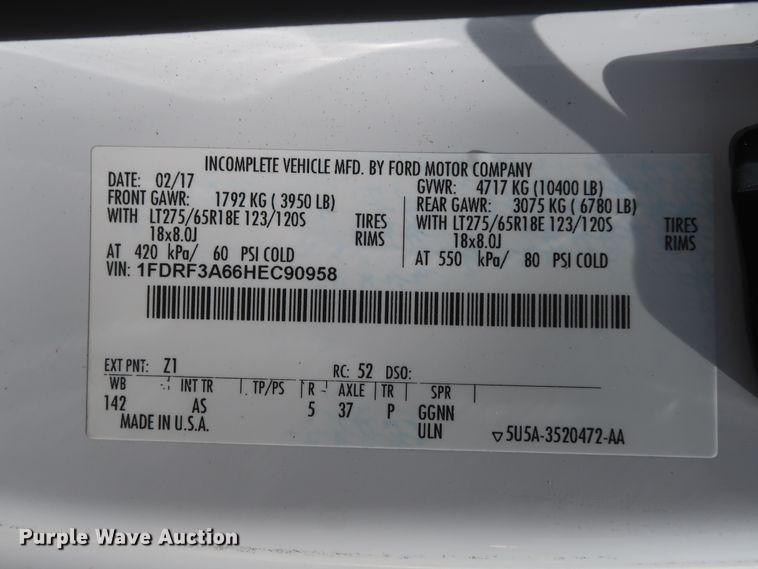 INCOMPLETE VEHICLE MFD. BY FORD MOTOR COMPANY
DATE: 02/17 GVWR: 4717 KG (10400 LB)
FRONT GAWR: 1792 KG ( 3950 LB) REAR GAWR: 3075 KG ( 6780 LB)
WITH LT275/65R18E 123/120S TIRES WITH LT275/65R18E 123/120S TIRES
18x8.0J RIMS 18x8.0J RIMS
AT 420 kPa/ 60 PSI COLD AT 550 kPa/ 80 PSI COLD
VIN: 1FDRF3A66HEC90958
EXT PNT: Z1 RC: 52 DSO:
WB INT TR TP/PS R AXLE TR SPR
142 AS 5 37 P GGNN
MADE IN U.S.A. ULN 5U5A-3520472-AA
Purple Wave Auction